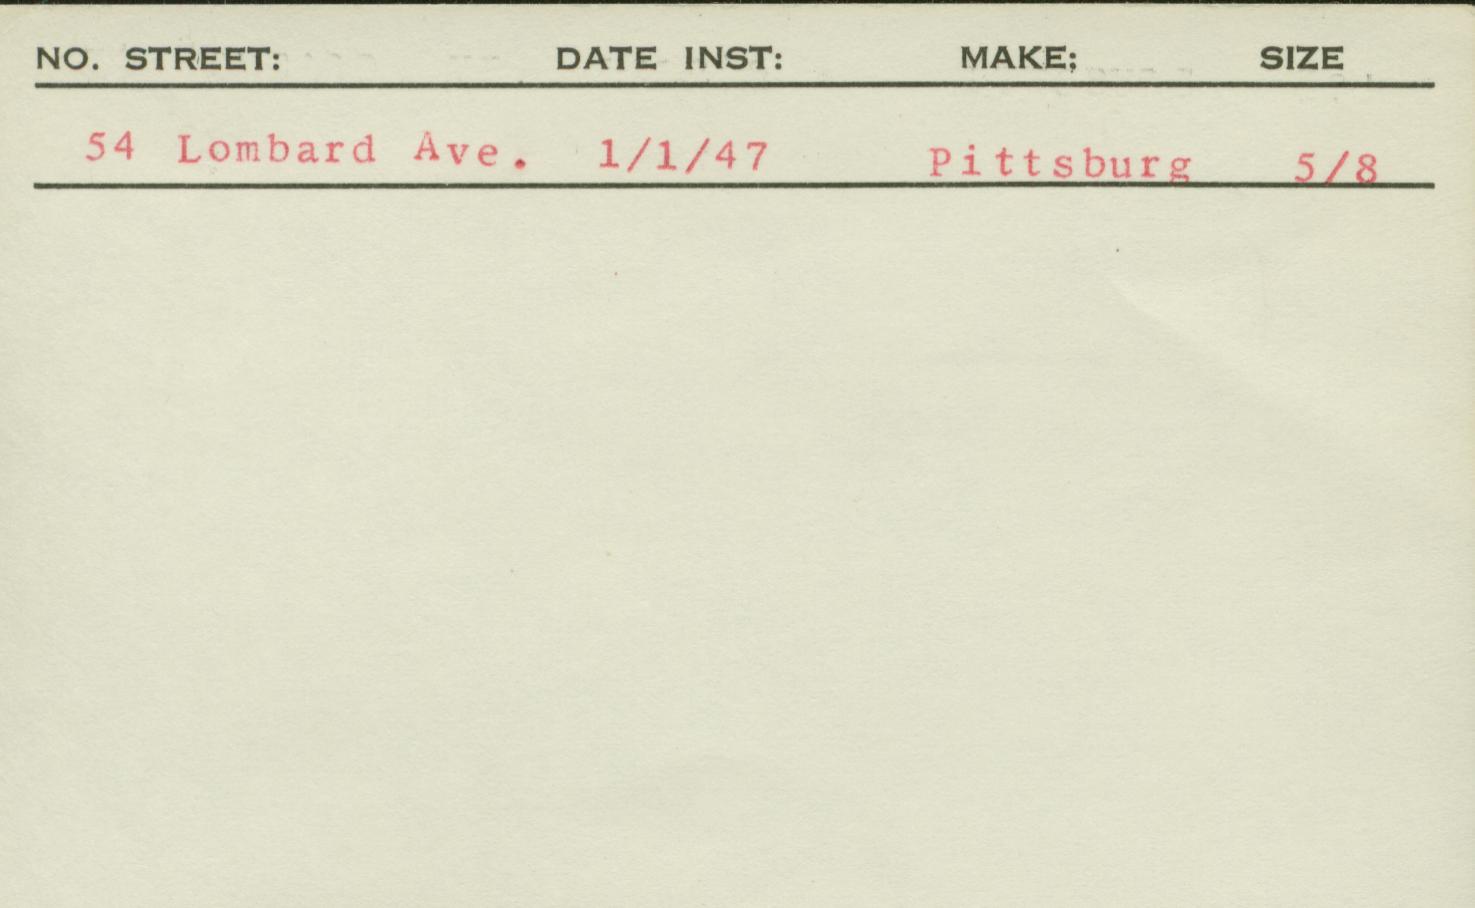 NO. STREET: DATE INST: MAKE; SIZE
54 Lombard Ave. 1/1/47 Pittsburg 5/8